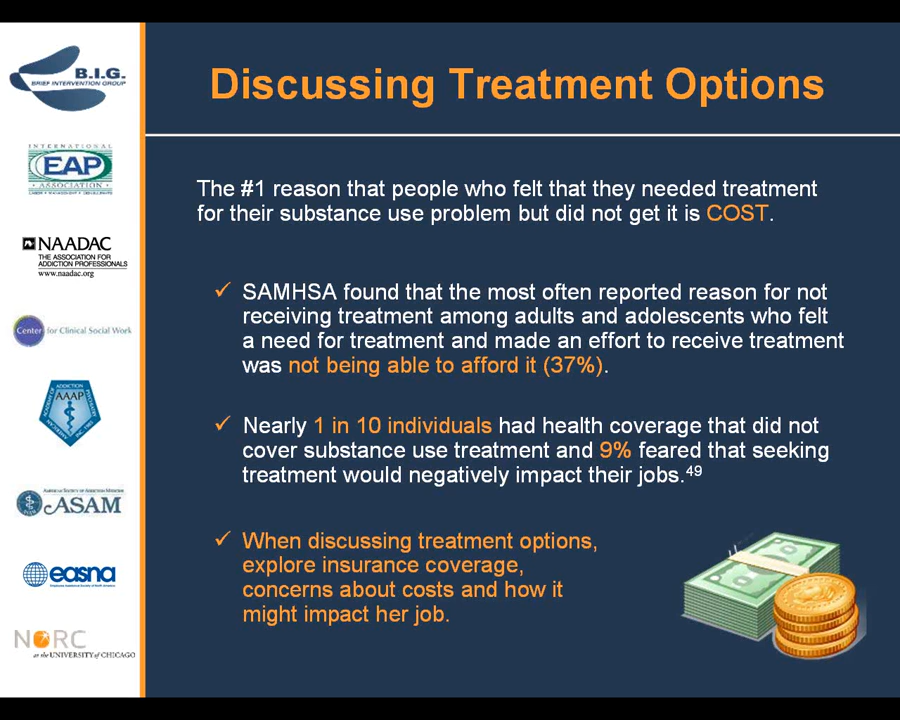 B.I.G.
BRIEF INTERVENTION GROUP
INTERNATIONAL
EAP
ASSOCIATION
NAADAC
THE ASSOCIATION FOR
ADDICTION PROFESSIONALS
www.naadac.org
Center for Clinical Social Work
AAAP
AMERICAN SOCIETY OF ADDICTION MEDICINE
ASAM
easna
NORC
at the UNIVERSITY of CHICAGO
Discussing Treatment Options
The #1 reason that people who felt that they needed treatment
for their substance use problem but did not get it is COST.
✓ SAMHSA found that the most often reported reason for not
receiving treatment among adults and adolescents who felt
a need for treatment and made an effort to receive treatment
was not being able to afford it (37%).
✓ Nearly 1 in 10 individuals had health coverage that did not
cover substance use treatment and 9% feared that seeking
treatment would negatively impact their jobs.49
✓ When discussing treatment options,
explore insurance coverage,
concerns about costs and how it
might impact her job.